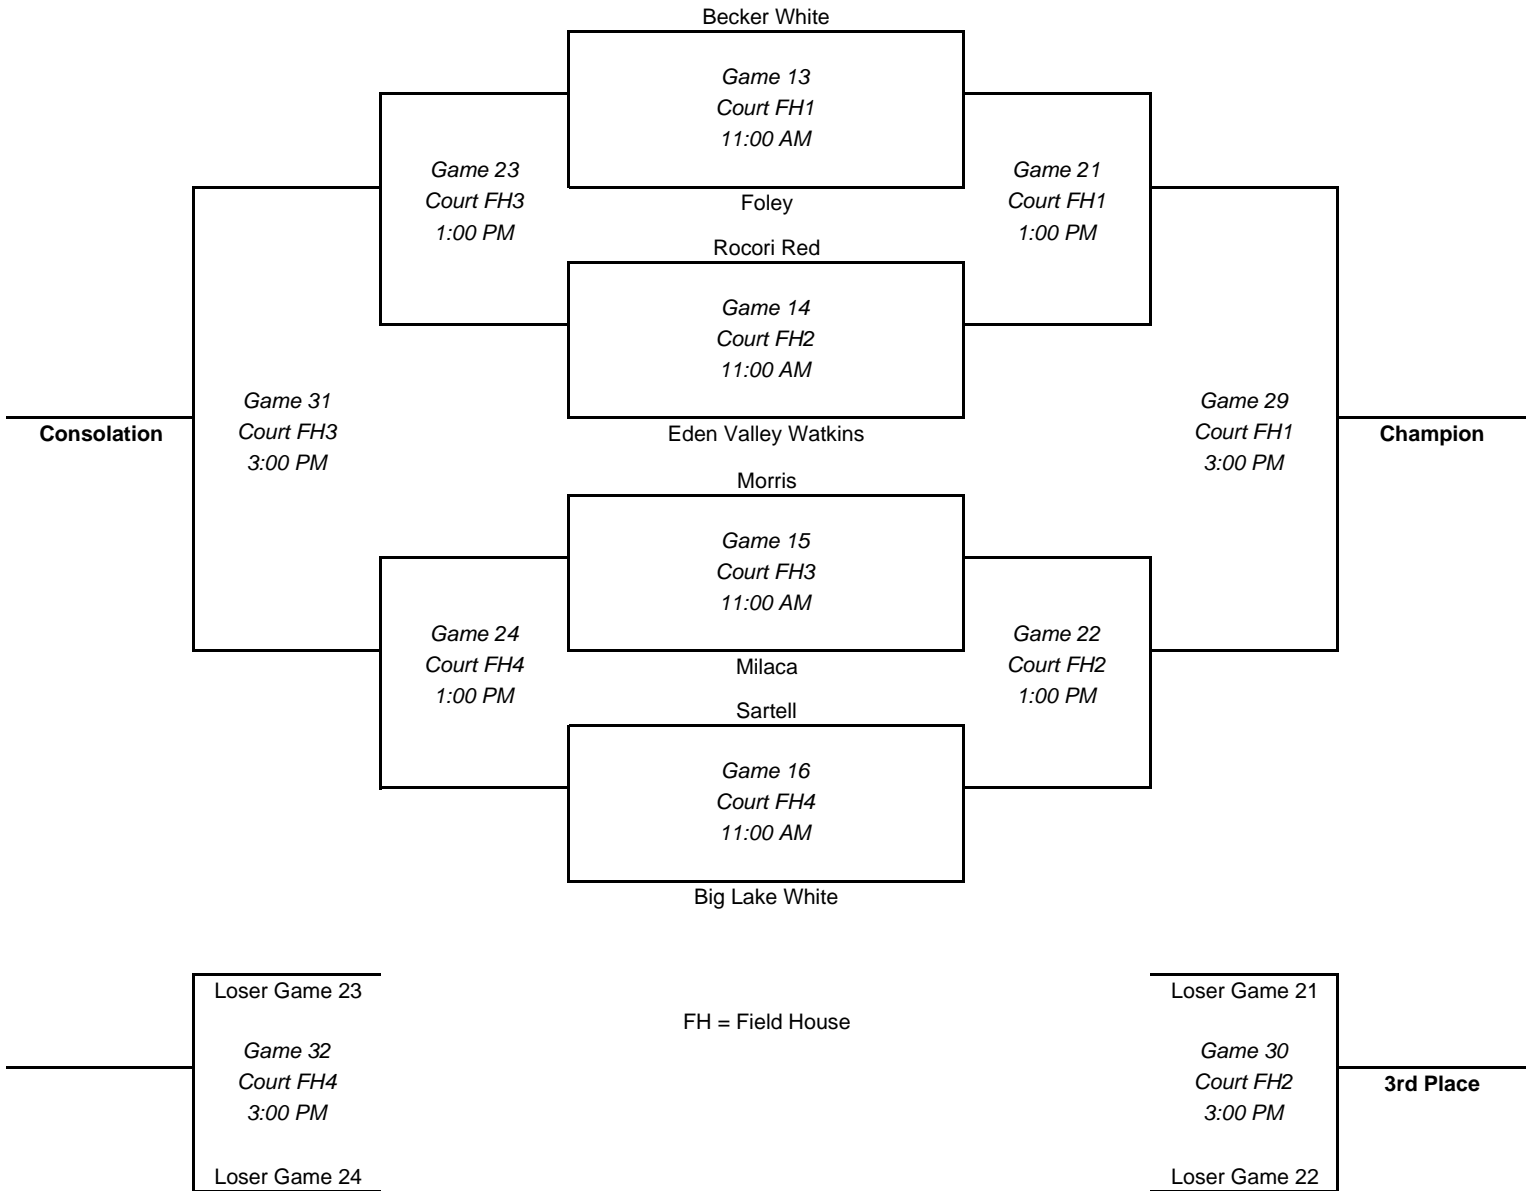 Becker White
Game 13
Court FH1
11:00 AM
Game 23
Court FH3
1:00 PM
Game 21
Court FH1
1:00 PM
Foley
Rocori Red
Game 14
Court FH2
11:00 AM
Game 31
Court FH3
3:00 PM
Game 29
Court FH1
3:00 PM
Consolation
Eden Valley Watkins
Champion
Morris
Game 15
Court FH3
11:00 AM
Game 24
Court FH4
1:00 PM
Game 22
Court FH2
1:00 PM
Milaca
Sartell
Game 16
Court FH4
11:00 AM
Big Lake White
Loser Game 23
Loser Game 21
FH = Field House
Game 32
Court FH4
3:00 PM
Game 30
Court FH2
3:00 PM
3rd Place
Loser Game 24
Loser Game 22